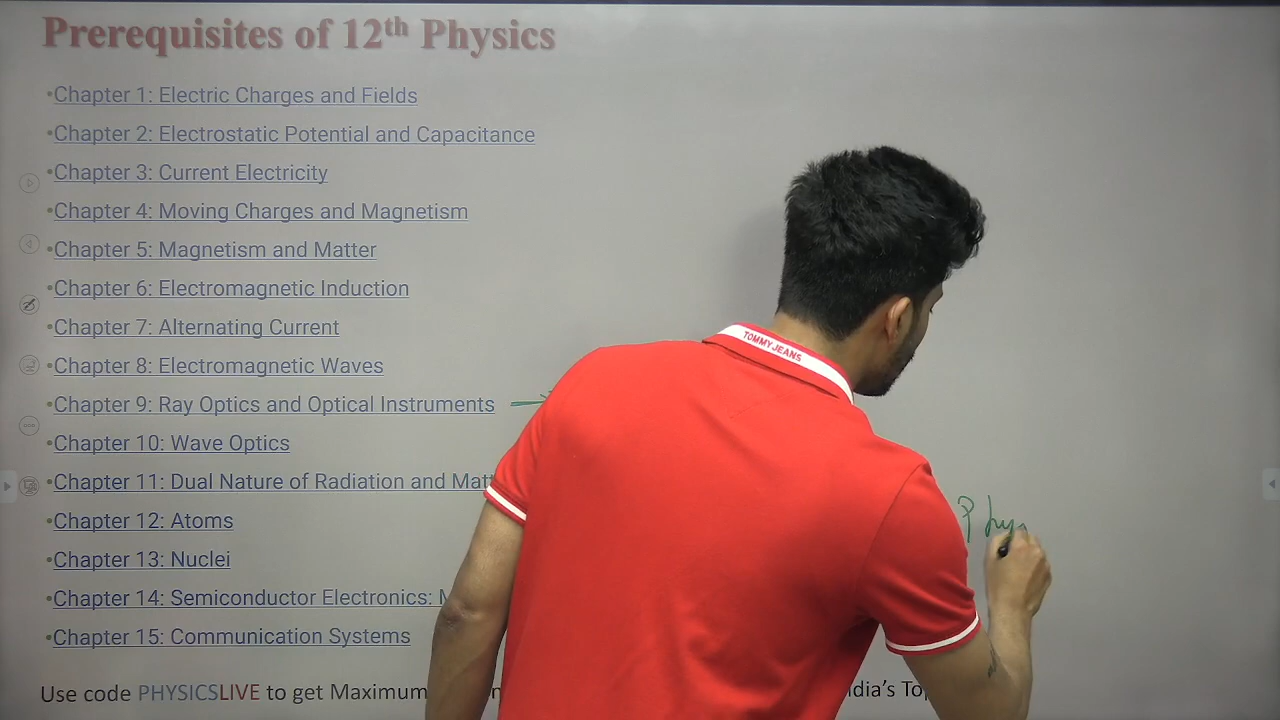 Prerequisites of 12th Physics
•Chapter 1: Electric Charges and Fields
•Chapter 2: Electrostatic Potential and Capacitance
•Chapter 3: Current Electricity
•Chapter 4: Moving Charges and Magnetism
•Chapter 5: Magnetism and Matter
•Chapter 6: Electromagnetic Induction
•Chapter 7: Alternating Current
•Chapter 8: Electromagnetic Waves
•Chapter 9: Ray Optics and Optical Instruments
•Chapter 10: Wave Optics
•Chapter 11: Dual Nature of Radiation and Matt
•Chapter 12: Atoms
•Chapter 13: Nuclei
•Chapter 14: Semiconductor Electronics: M
•Chapter 15: Communication Systems
Use code PHYSICSLIVE to get Maximum
TOMMY JEANS
Phy